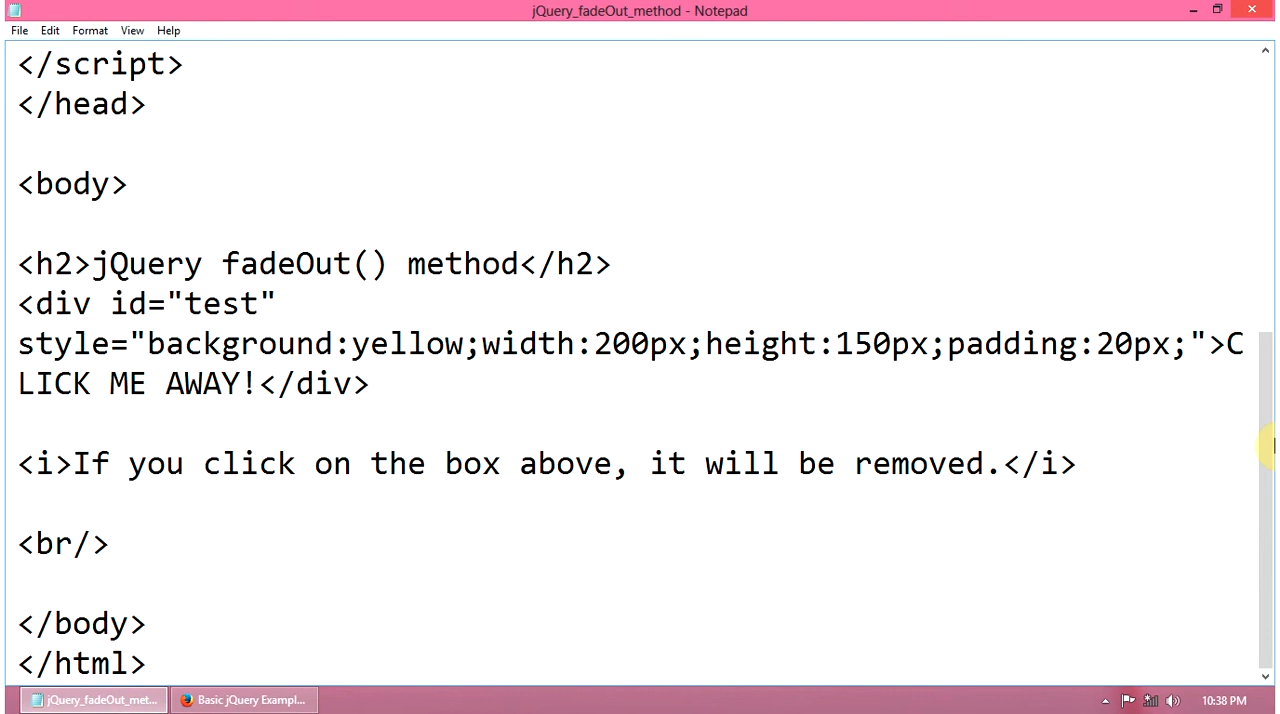 jQuery_fadeOut_method - Notepad
File Edit Format View Help
</script>
</head>
<body>
<h2>jQuery fadeOut() method</h2>
<div id="test"
style="background:yellow;width:200px;height:150px;padding:20px;">C
LICK ME AWAY!</div>
<i>If you click on the box above, it will be removed.</i>
<br/>
</body>
</html>
jQuery_fadeOut_met... Basic jQuery Exampl... 10:38 PM